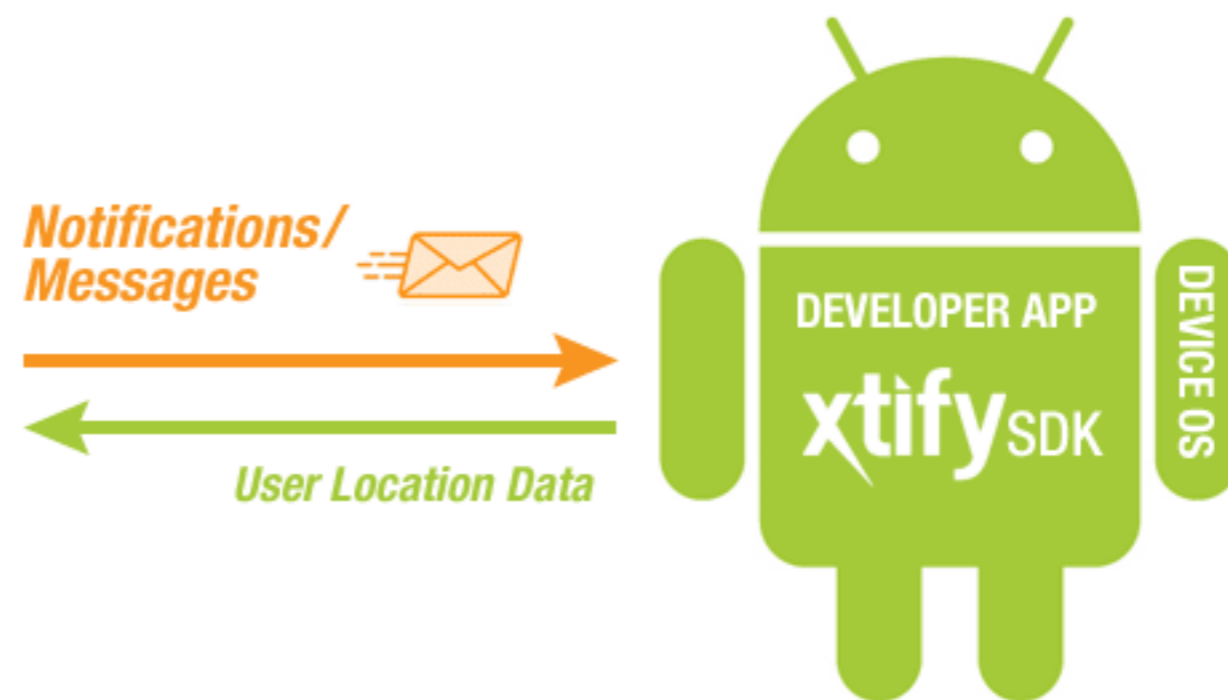 Notifications/
Messages
User Location Data
DEVELOPER APP
xtify SDK
DEVICE OS